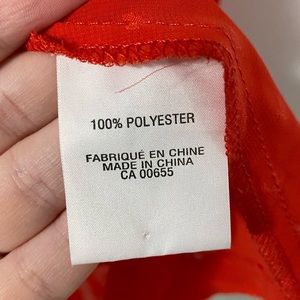 100% POLYESTER
FABRIQUÉ EN CHINE
MADE IN CHINA
CA 00655